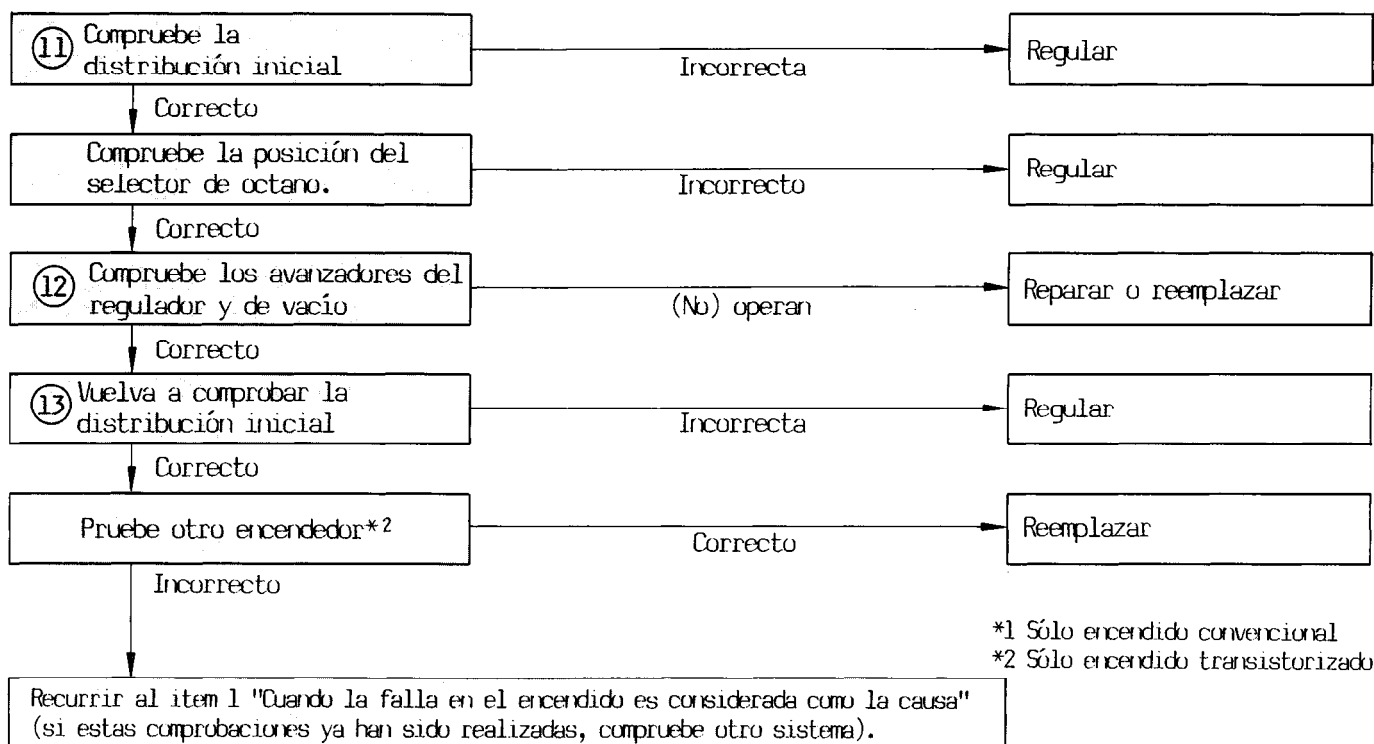 11 Compruebe la
distribución inicial
Incorrecta
Regular
Correcto
Compruebe la posición del
selector de octano.
Incorrecto
Regular
Correcto
12 Compruebe los avanzadores del
regulador y de vacío
(No) operan
Reparar o reemplazar
Correcto
13 Vuelva a comprobar la
distribución inicial
Incorrecta
Regular
Correcto
Pruebe otro encendedor*2
Correcto
Reemplazar
Incorrecto
*1 Sólo encendido convencional
*2 Sólo encendido transistorizado
Recurrir al item 1 "Cuando la falla en el encendido es considerada como la causa"
(si estas comprobaciones ya han sido realizadas, compruebe otro sistema).